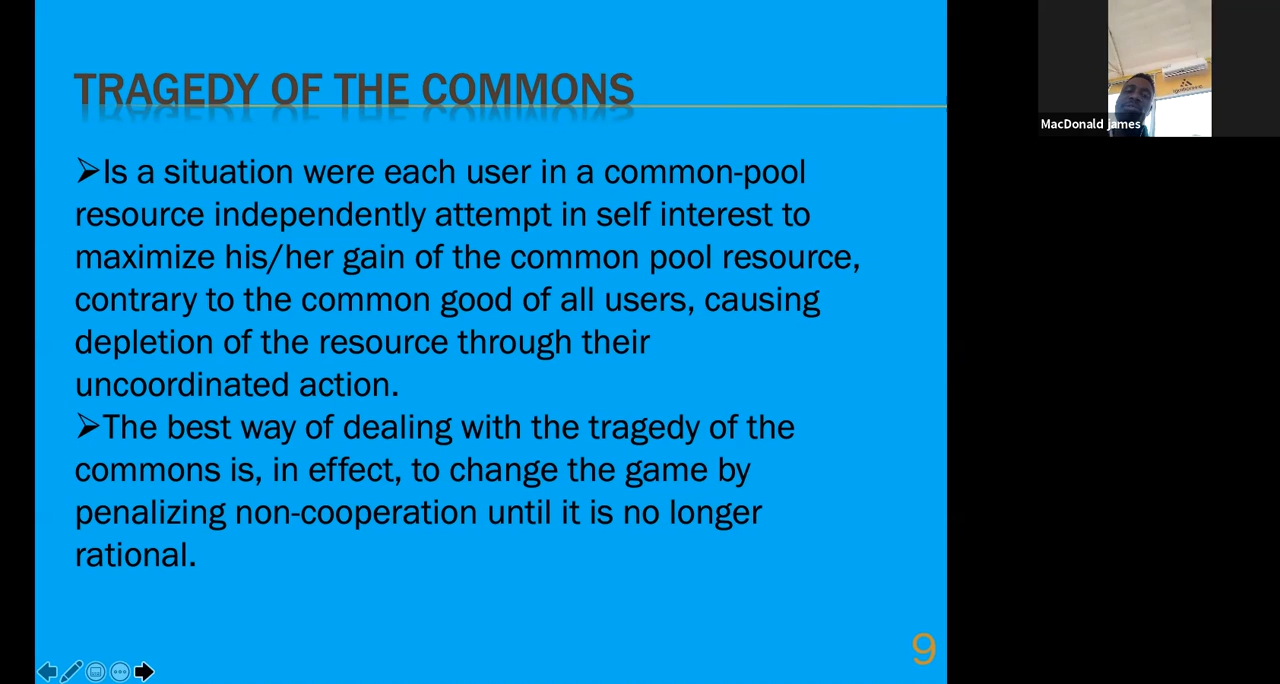 TRAGEDY OF THE COMMONS
➢Is a situation were each user in a common-pool
resource independently attempt in self interest to
maximize his/her gain of the common pool resource,
contrary to the common good of all users, causing
depletion of the resource through their
uncoordinated action.
➢The best way of dealing with the tragedy of the
commons is, in effect, to change the game by
penalizing non-cooperation until it is no longer
rational.
9
MacDonald james